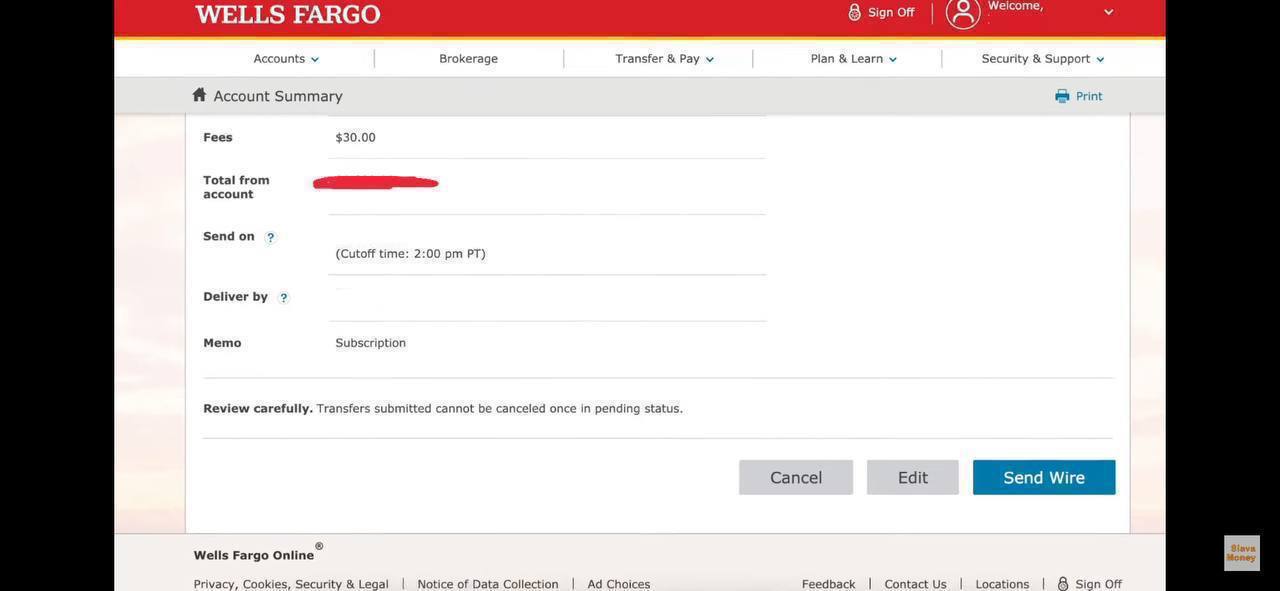 WELLS FARGO
Sign Off
Welcome,
Accounts
Brokerage
Transfer & Pay
Plan & Learn
Security & Support
Account Summary
Print
Fees
$30.00
Total from
account
Send on ?
(Cutoff time: 2:00 pm PT)
Deliver by ?
Memo
Subscription
Review carefully. Transfers submitted cannot be canceled once in pending status.
Cancel
Edit
Send Wire
Wells Fargo Online®
Privacy, Cookies, Security & Legal | Notice of Data Collection | Ad Choices
Feedback | Contact Us | Locations | Sign Off
Slava
Money